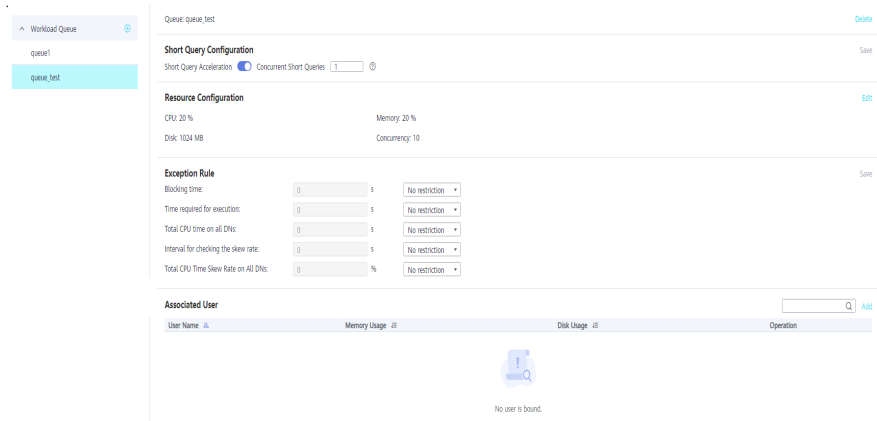 Workload Queue
queue1
queue_test
Queue: queue_test Delete
Short Query Configuration Save
Short Query Acceleration Concurrent Short Queries 1
Resource Configuration Edit
CPU: 20 % Memory: 20 %
Disk: 1024 MB Concurrency: 10
Exception Rule Save
Blocking time: 0 s No restriction
Time required for execution: 0 s No restriction
Total CPU time on all DNs: 0 s No restriction
Interval for checking the skew rate: 0 s No restriction
Total CPU Time Skew Rate on All DNs: 0 % No restriction
Associated User Add
User Name Memory Usage Disk Usage Operation
No user is bound.